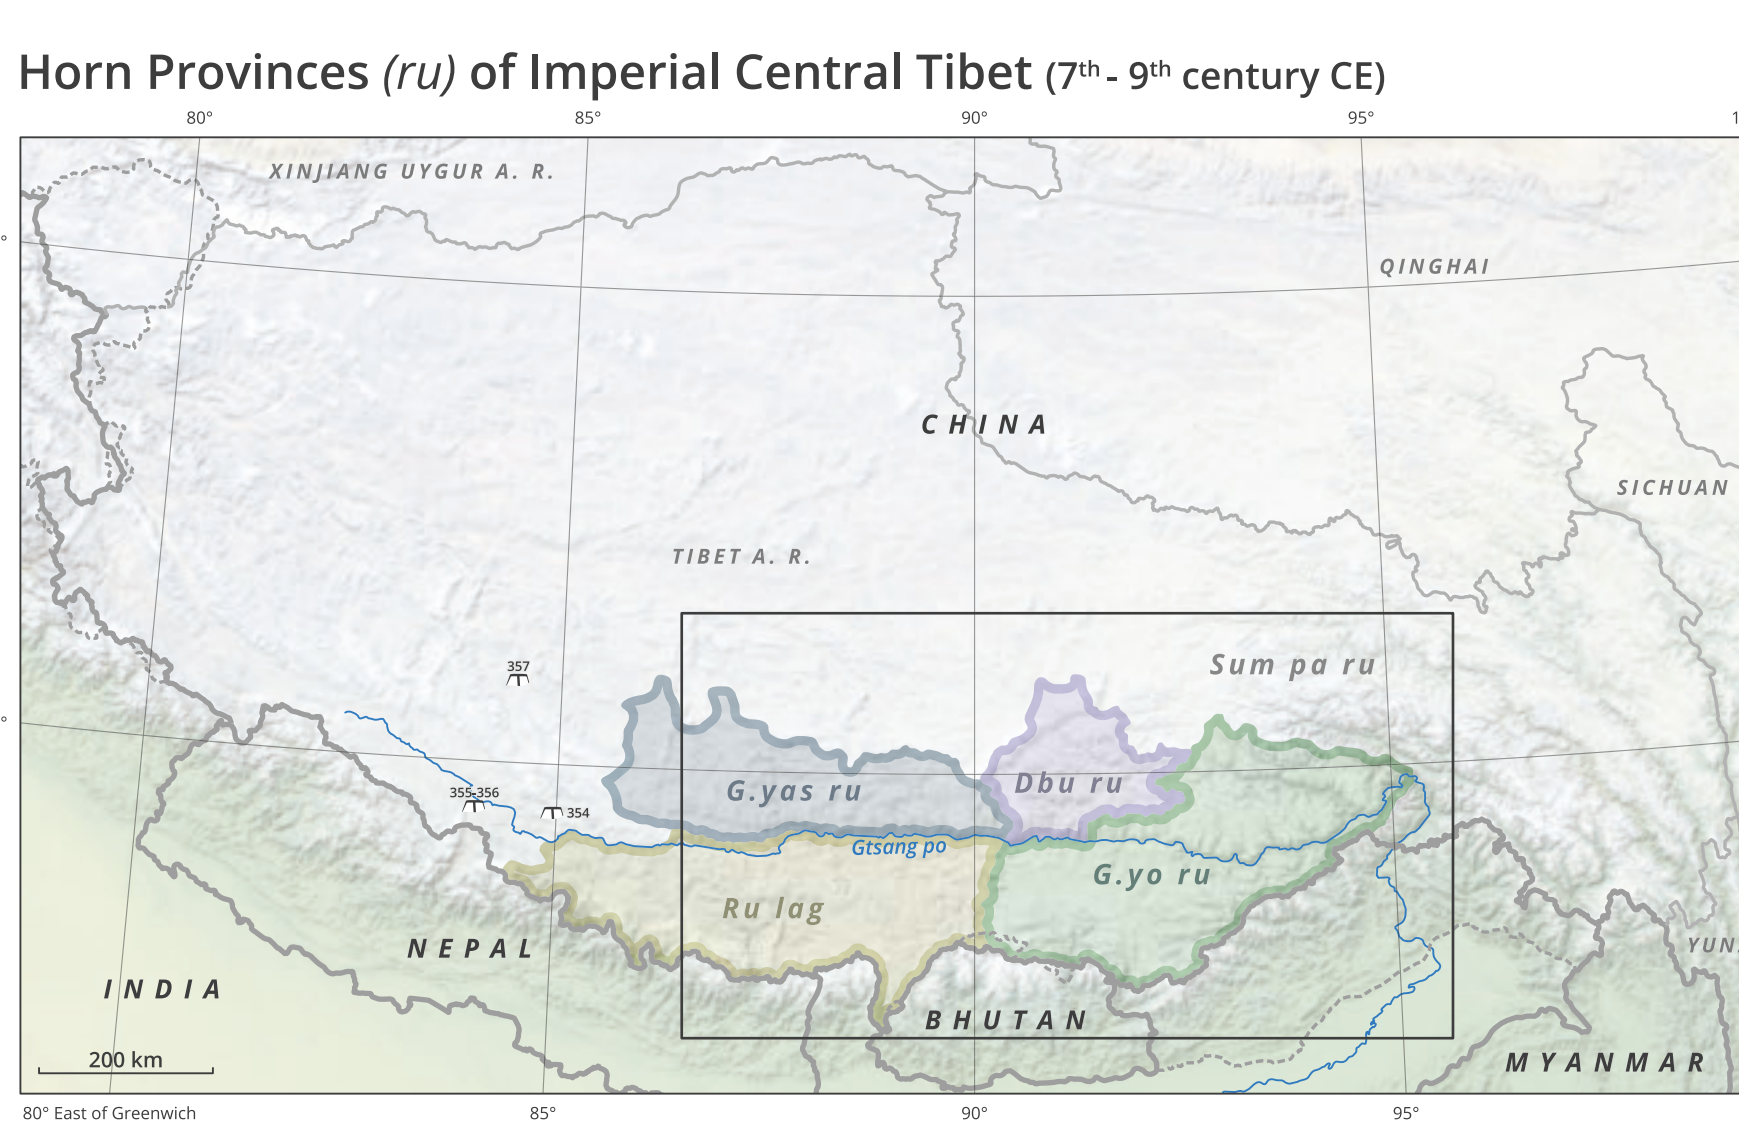 Horn Provinces (ru) of Imperial Central Tibet (7th - 9th century CE)
80° 85° 90° 95°
XINJIANG UYGUR A. R.
QINGHAI
CHINA
SICHUAN
TIBET A. R.
357
Sum pa ru
355-356
354
G.yas ru
Dbu ru
Gtsang po
G.yo ru
Ru lag
NEPAL
YUN
INDIA
BHUTAN
200 km
MYANMAR
80° East of Greenwich 85° 90° 95°